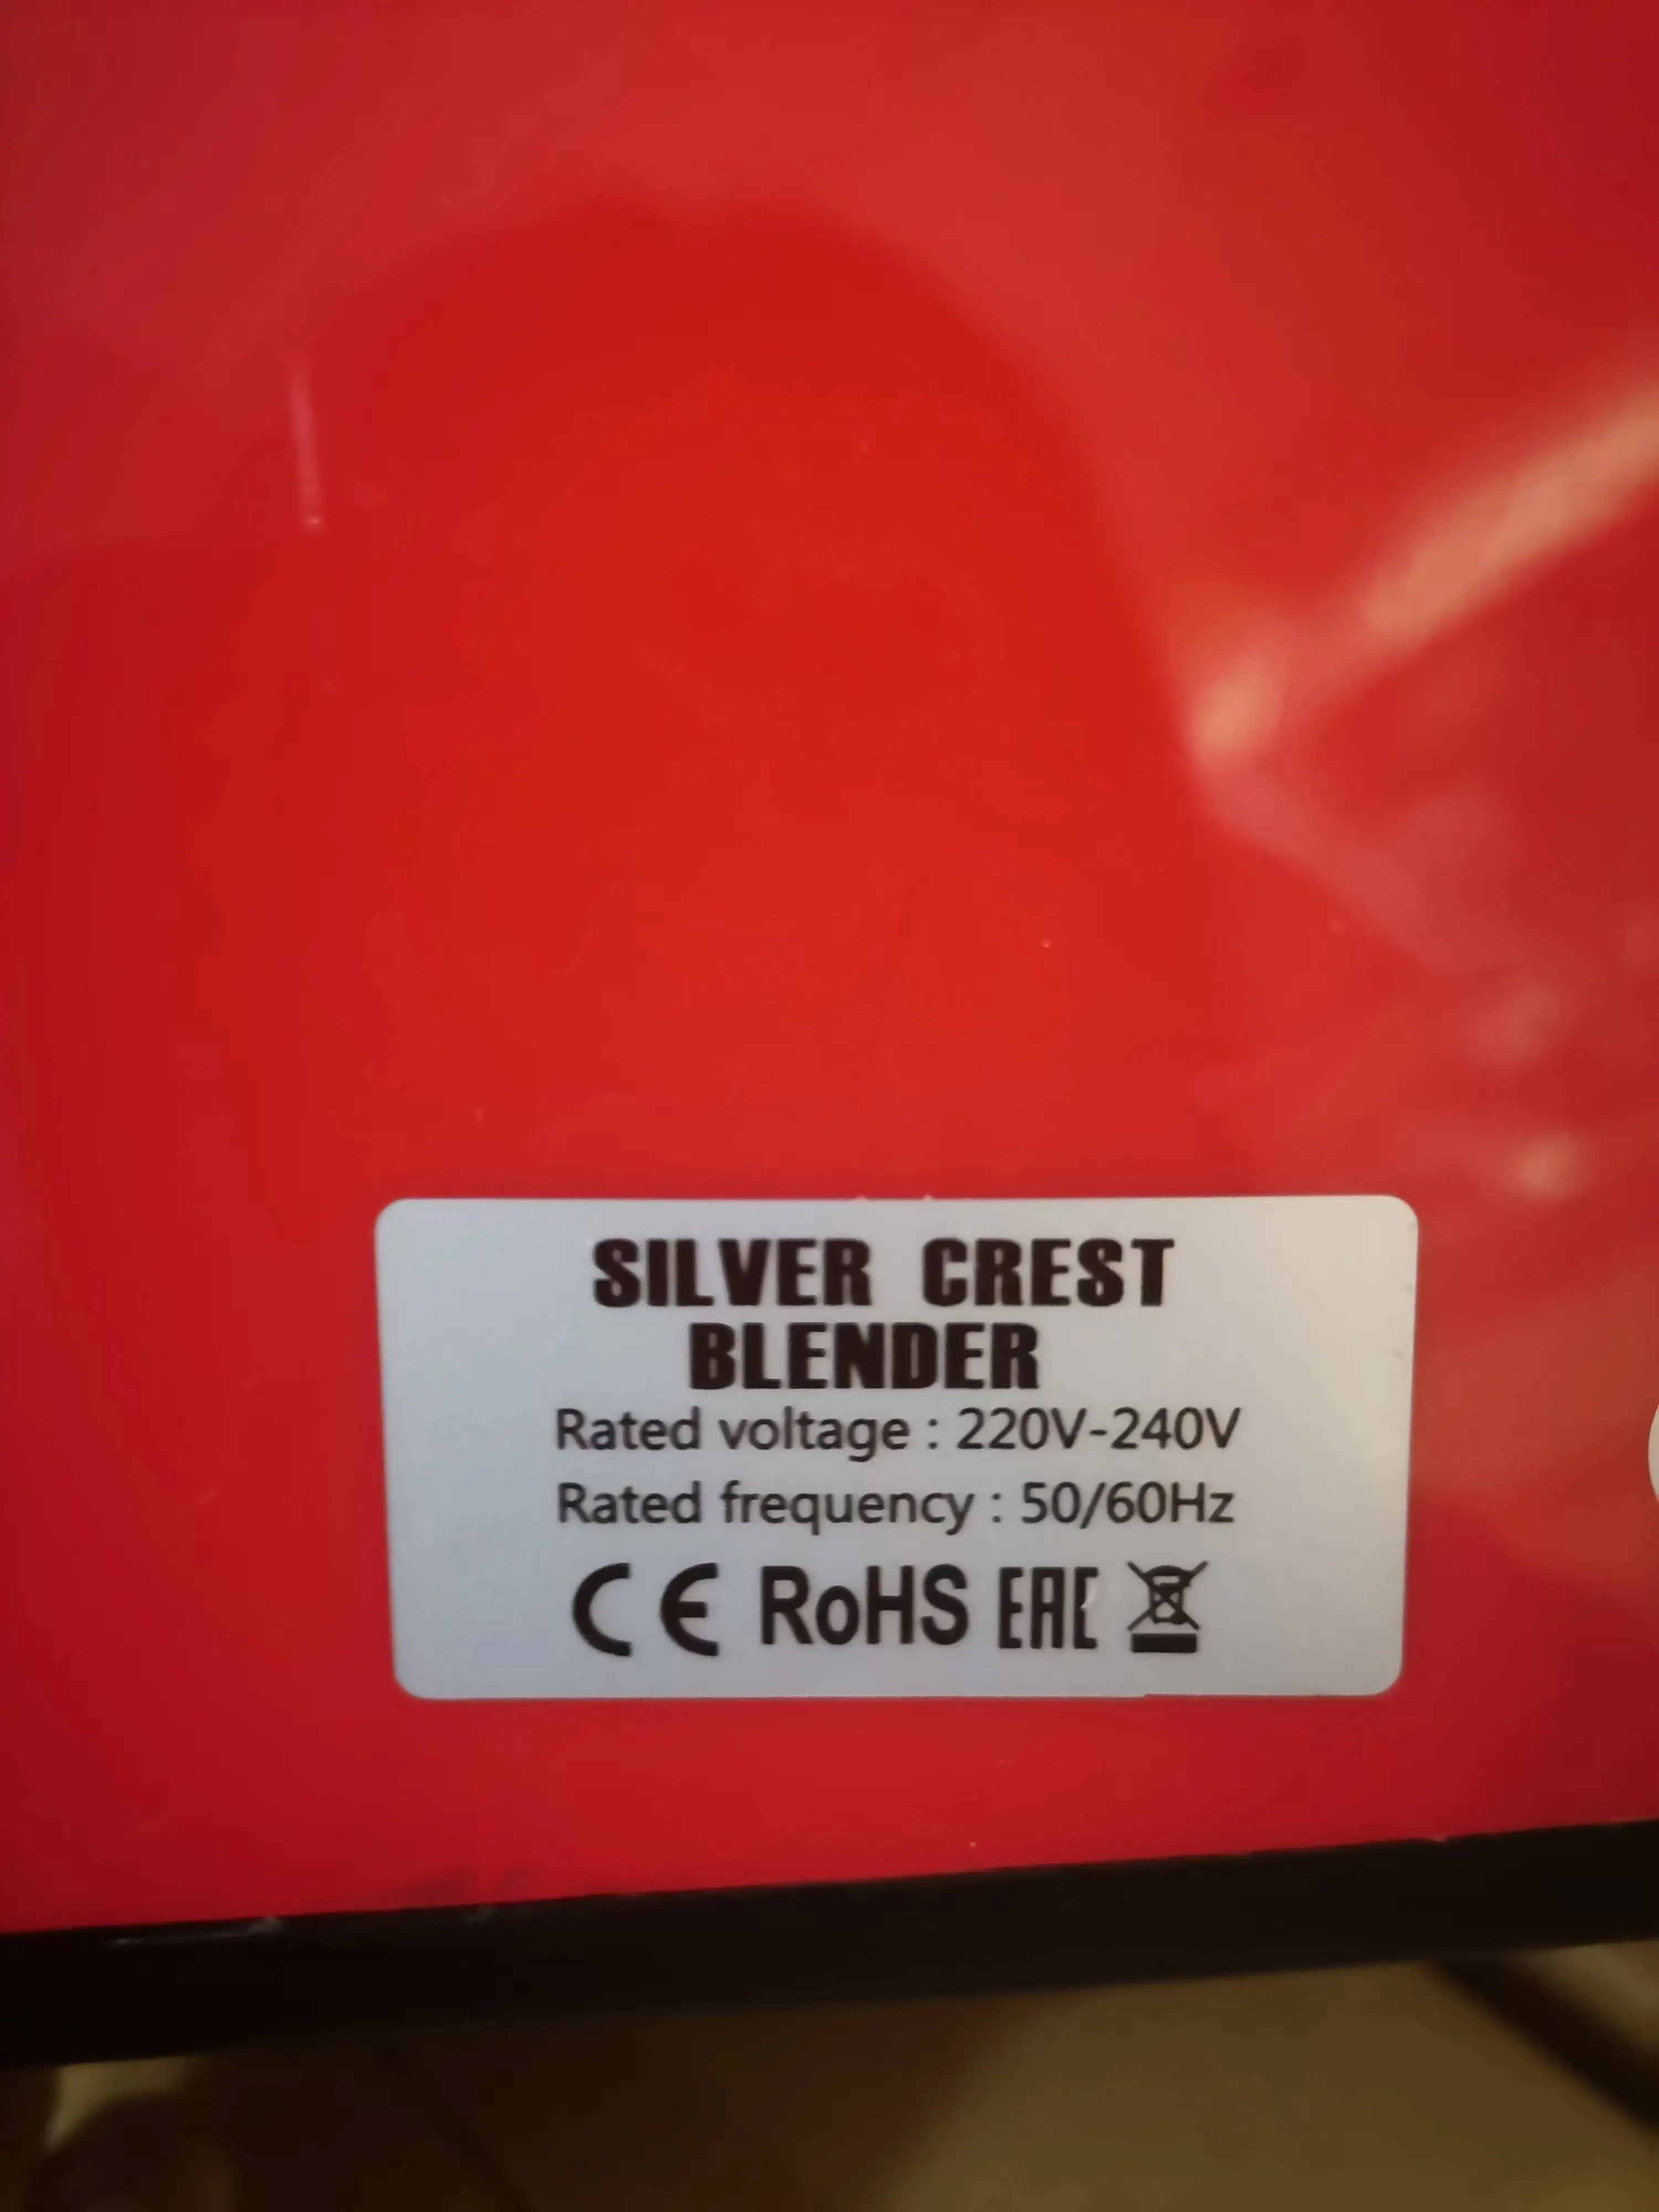 SILVER CREST
BLENDER
Rated voltage : 220V-240V
Rated frequency : 50/60Hz
CE RoHS EAC